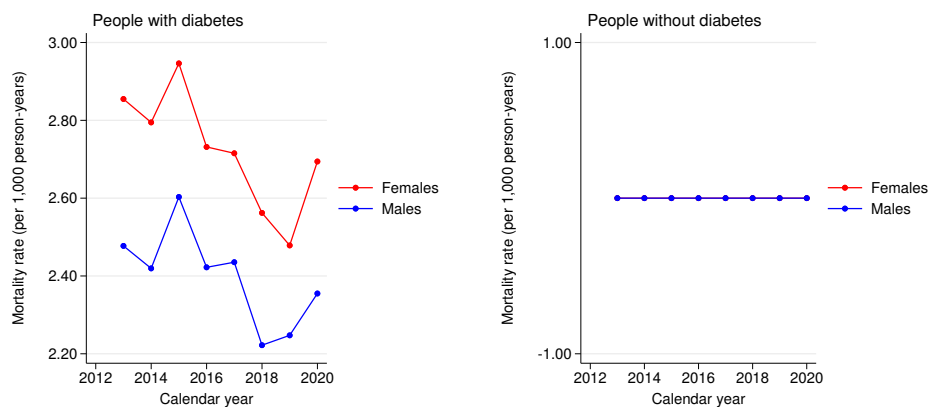 People with diabetes
Mortality rate (per 1,000 person-years)
3.00
2.80
2.60
2.40
2.20
2012 2014 2016 2018 2020
Calendar year
Females
Males
People without diabetes
Mortality rate (per 1,000 person-years)
1.00
-1.00
2012 2014 2016 2018 2020
Calendar year
Females
Males